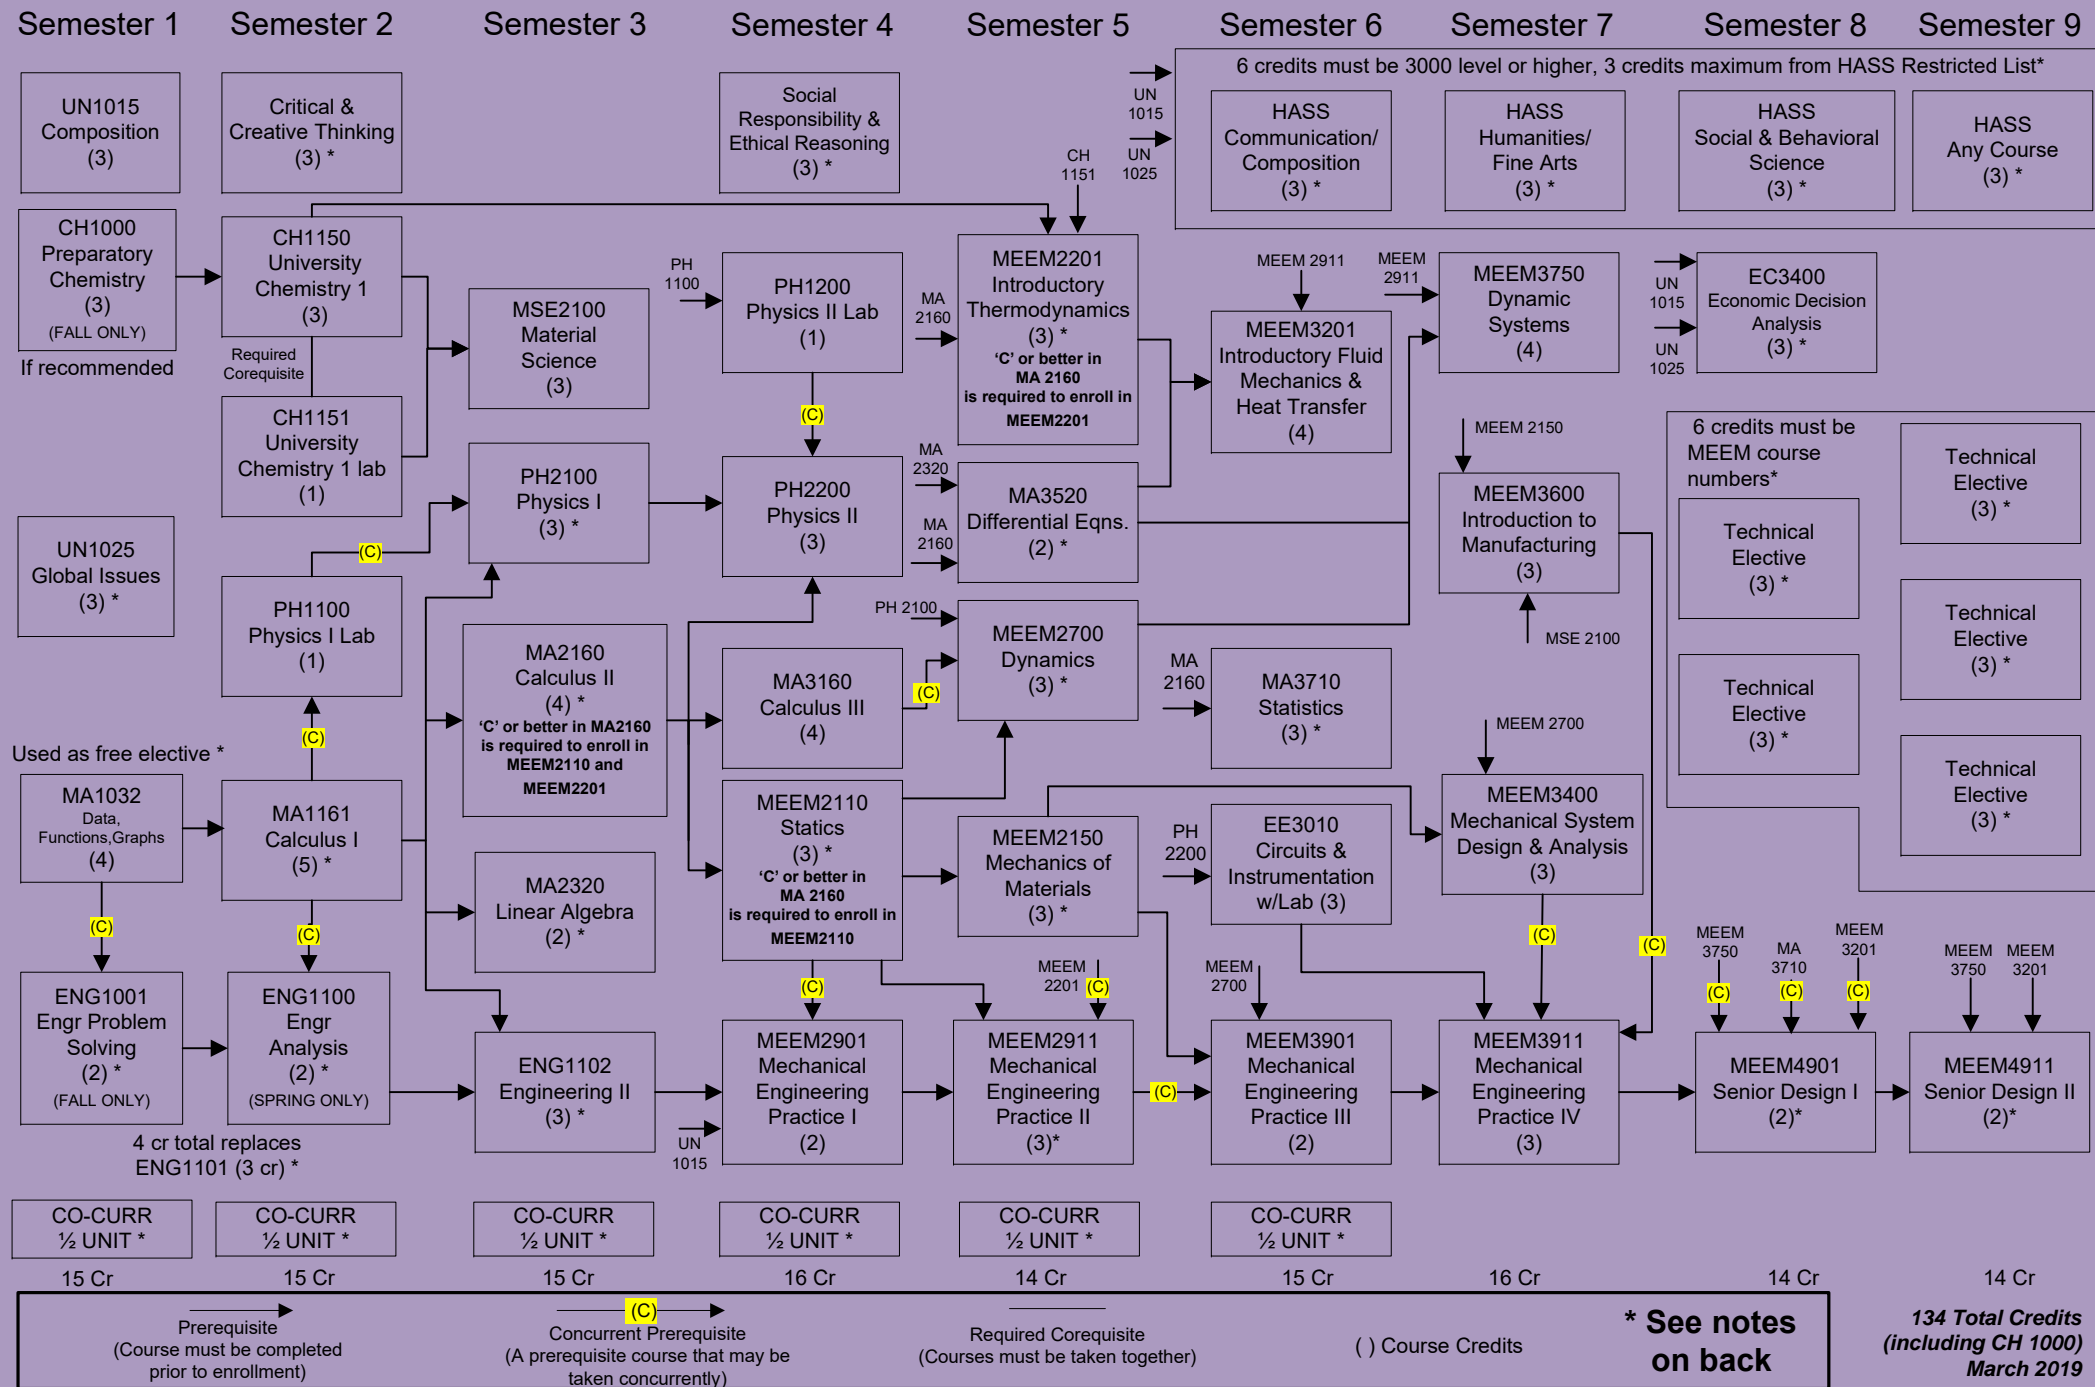 Semester 1
Semester 2
Semester 3
Semester 4
Semester 5
Semester 6
Semester 7
Semester 8
Semester 9
UN1015
Composition
(3)
CH1000
Preparatory
Chemistry
(3)
(FALL ONLY)
If recommended
UN1025
Global Issues
(3) *
Used as free elective *
MA1032
Data,
Functions,Graphs
(4)
(C)
ENG1001
Engr Problem
Solving
(2) *
(FALL ONLY)
4 cr total replaces
ENG1101 (3 cr) *
CO-CURR
½ UNIT *
15 Cr
Critical &
Creative Thinking
(3) *
CH1150
University
Chemistry 1
(3)
Required
Corequisite
CH1151
University
Chemistry 1 lab
(1)
(C)
PH1100
Physics I Lab
(1)
(C)
MA1161
Calculus I
(5) *
(C)
ENG1100
Engr
Analysis
(2) *
(SPRING ONLY)
CO-CURR
½ UNIT *
15 Cr
MSE2100
Material
Science
(3)
PH2100
Physics I
(3) *
MA2160
Calculus II
(4) *
‘C’ or better in MA2160
is required to enroll in
MEEM2110 and
MEEM2201
MA2320
Linear Algebra
(2) *
ENG1102
Engineering II
(3) *
CO-CURR
½ UNIT *
15 Cr
Social
Responsibility &
Ethical Reasoning
(3) *
PH
1100
PH1200
Physics II Lab
(1)
(C)
PH2200
Physics II
(3)
MA3160
Calculus III
(4)
(C)
MEEM2110
Statics
(3) *
‘C’ or better in
MA 2160
is required to enroll in
MEEM2110
(C)
MEEM2901
Mechanical
Engineering
Practice I
(2)
UN
1015
CO-CURR
½ UNIT *
16 Cr
CH
1151
MA
2160
MEEM2201
Introductory
Thermodynamics
(3) *
‘C’ or better in
MA 2160
is required to enroll in
MEEM2201
MA
2320
MA
2160
MA3520
Differential Eqns.
(2) *
PH 2100
MEEM2700
Dynamics
(3) *
MEEM2150
Mechanics of
Materials
(3) *
MEEM
2201
(C)
MEEM2911
Mechanical
Engineering
Practice II
(3)*
(C)
CO-CURR
½ UNIT *
14 Cr
UN
1015
UN
1025
6 credits must be 3000 level or higher, 3 credits maximum from HASS Restricted List*
HASS
Communication/
Composition
(3) *
HASS
Humanities/
Fine Arts
(3) *
HASS
Social & Behavioral
Science
(3) *
HASS
Any Course
(3) *
MEEM 2911
MEEM3201
Introductory Fluid
Mechanics &
Heat Transfer
(4)
MA
2160
MA3710
Statistics
(3) *
PH
2200
EE3010
Circuits &
Instrumentation
w/Lab (3)
MEEM
2700
MEEM3901
Mechanical
Engineering
Practice III
(2)
CO-CURR
½ UNIT *
15 Cr
MEEM
2911
MEEM3750
Dynamic
Systems
(4)
MEEM 2150
MEEM3600
Introduction to
Manufacturing
(3)
MSE 2100
MEEM 2700
MEEM3400
Mechanical System
Design & Analysis
(3)
(C)
(C)
MEEM3911
Mechanical
Engineering
Practice IV
(3)
16 Cr
UN
1015
UN
1025
EC3400
Economic Decision
Analysis
(3) *
6 credits must be
MEEM course
numbers*
Technical
Elective
(3) *
Technical
Elective
(3) *
Technical
Elective
(3) *
Technical
Elective
(3) *
Technical
Elective
(3) *
MEEM
3750
(C)
MA
3710
(C)
MEEM
3201
(C)
MEEM4901
Senior Design I
(2)*
14 Cr
MEEM
3750
MEEM
3201
MEEM4911
Senior Design II
(2)*
14 Cr
Prerequisite
(Course must be completed
prior to enrollment)
(C)
Concurrent Prerequisite
(A prerequisite course that may be
taken concurrently)
Required Corequisite
(Courses must be taken together)
( ) Course Credits
* See notes
on back
134 Total Credits
(including CH 1000)
March 2019